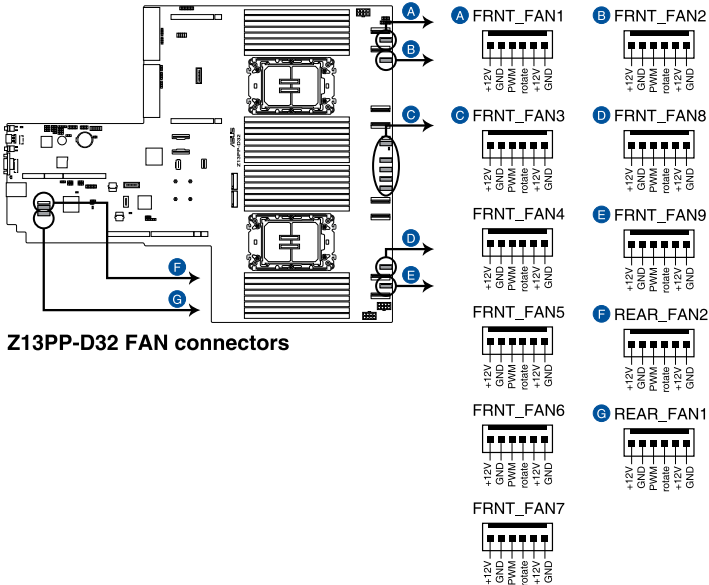 A
B
C
D
E
F
G
/ISUS
Z13PP-D32
Z13PP-D32 FAN connectors
A FRNT_FAN1
+12V
GND
PWM
rotate
+12V
GND
B FRNT_FAN2
+12V
GND
PWM
rotate
+12V
GND
C FRNT_FAN3
+12V
GND
PWM
rotate
+12V
GND
D FRNT_FAN8
+12V
GND
PWM
rotate
+12V
GND
FRNT_FAN4
+12V
GND
PWM
rotate
+12V
GND
E FRNT_FAN9
+12V
GND
PWM
rotate
+12V
GND
FRNT_FAN5
+12V
GND
PWM
rotate
+12V
GND
F REAR_FAN2
+12V
GND
PWM
rotate
+12V
GND
FRNT_FAN6
+12V
GND
PWM
rotate
+12V
GND
G REAR_FAN1
+12V
GND
PWM
rotate
+12V
GND
FRNT_FAN7
+12V
GND
PWM
rotate
+12V
GND